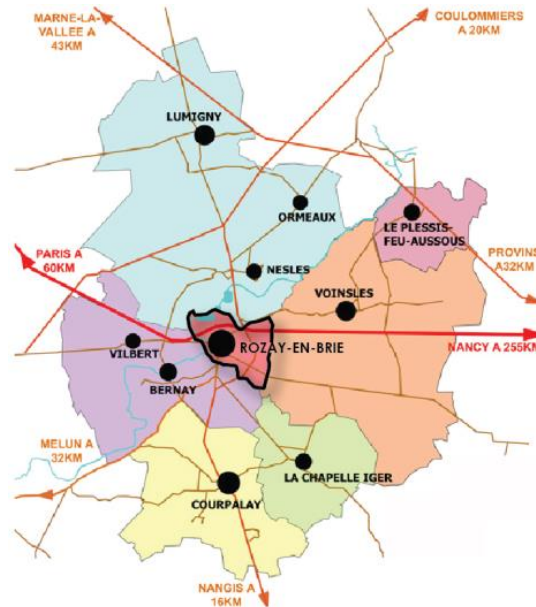 MARNE-LA-
VALLEE A
43KM
COULOMMIERS
A 20KM
LUMIGNY
ORMEAUX
LE PLESSIS-
FEU-AUSSOUS
PARIS A
60KM
NESLES
PROVINS
A32KM
VOINSLES
VILBERT
ROZAY-EN-BRIE
NANCY A 255KM
BERNAY
MELUN A
32KM
LA CHAPELLE IGER
COURPALAY
NANGIS A
16KM